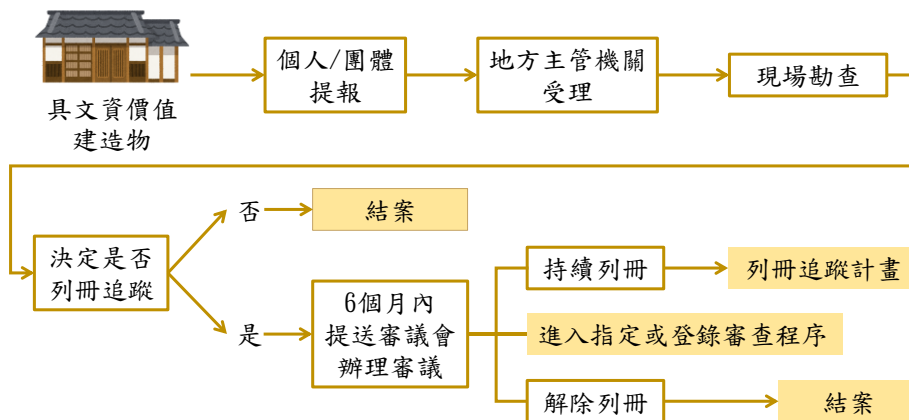 具文資價值
建造物
個人/團體
提報
地方主管機關
受理
現場勘查
決定是否
列冊追蹤
否
結案
是
6個月內
提送審議會
辦理審議
持續列冊
列冊追蹤計畫
進入指定或登錄審查程序
解除列冊
結案